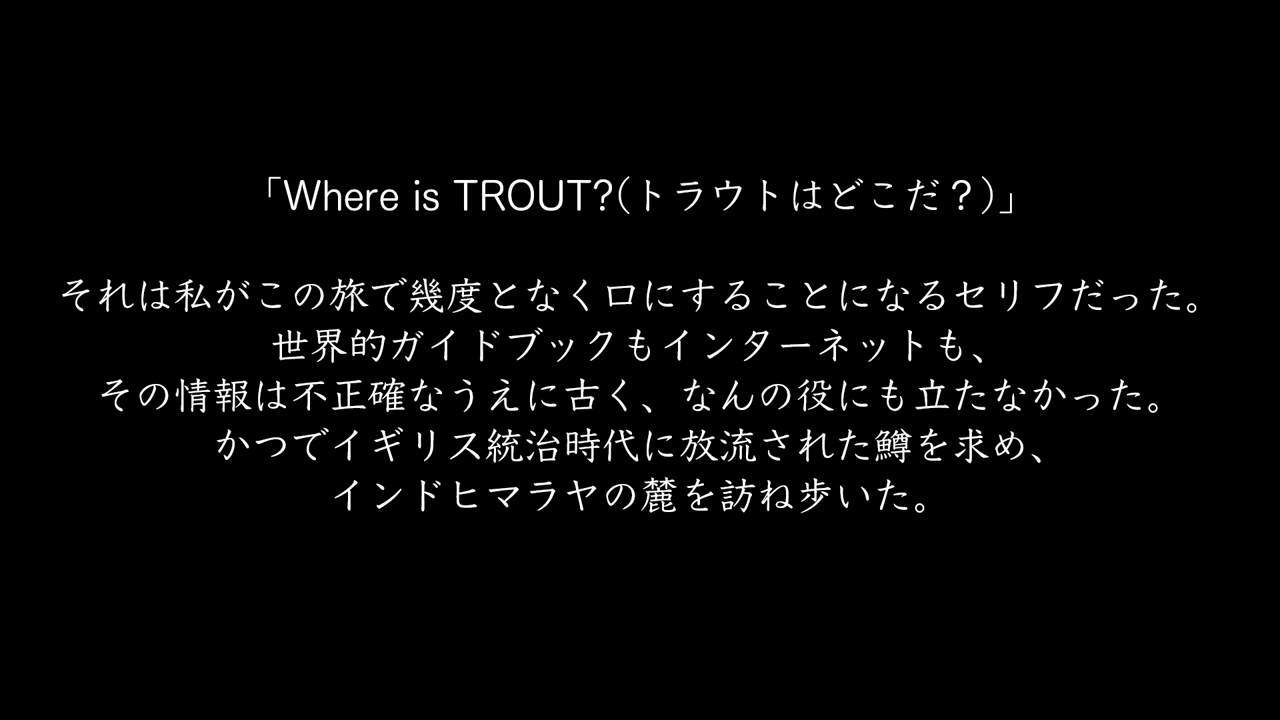 「Where is TROUT?(トラウトはどこだ？)」
それは私がこの旅で幾度となく口にすることになるセリフだった。
世界的ガイドブックもインターネットも、
その情報は不正確なうえに古く、なんの役にも立たなかった。
かつでイギリス統治時代に放流された鱒を求め、
インドヒマラヤの麓を訪ね歩いた。